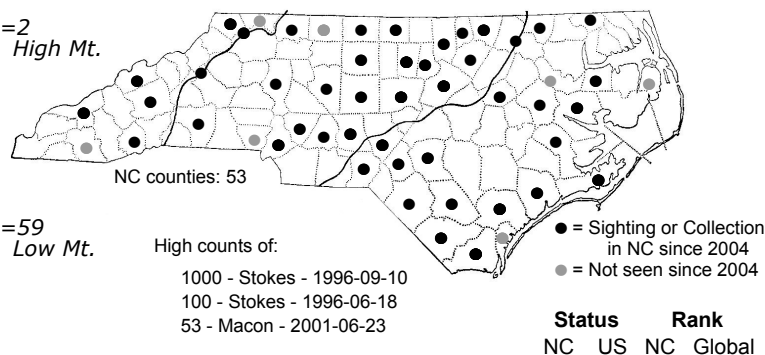 =2
High Mt.
NC counties: 53
=59
Low Mt.
High counts of:
1000 - Stokes - 1996-09-10
100 - Stokes - 1996-06-18
53 - Macon - 2001-06-23
= Sighting or Collection
in NC since 2004
= Not seen since 2004
Status Rank
NC US NC Global